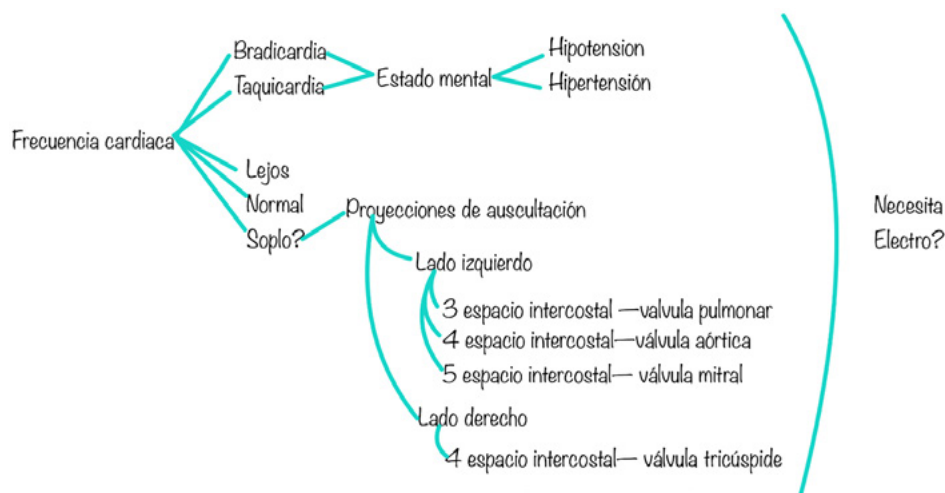 Bradicardia
Taquicardia
Estado mental
Hipotension
Hipertensión
Frecuencia cardiaca
Lejos
Normal
Soplo?
Proyecciones de auscultación
Lado izquierdo
3 espacio intercostal —valvula pulmonar
4 espacio intercostal—válvula aórtica
5 espacio intercostal— válvula mitral
Lado derecho
4 espacio intercostal— válvula tricúspide
Necesita
Electro?